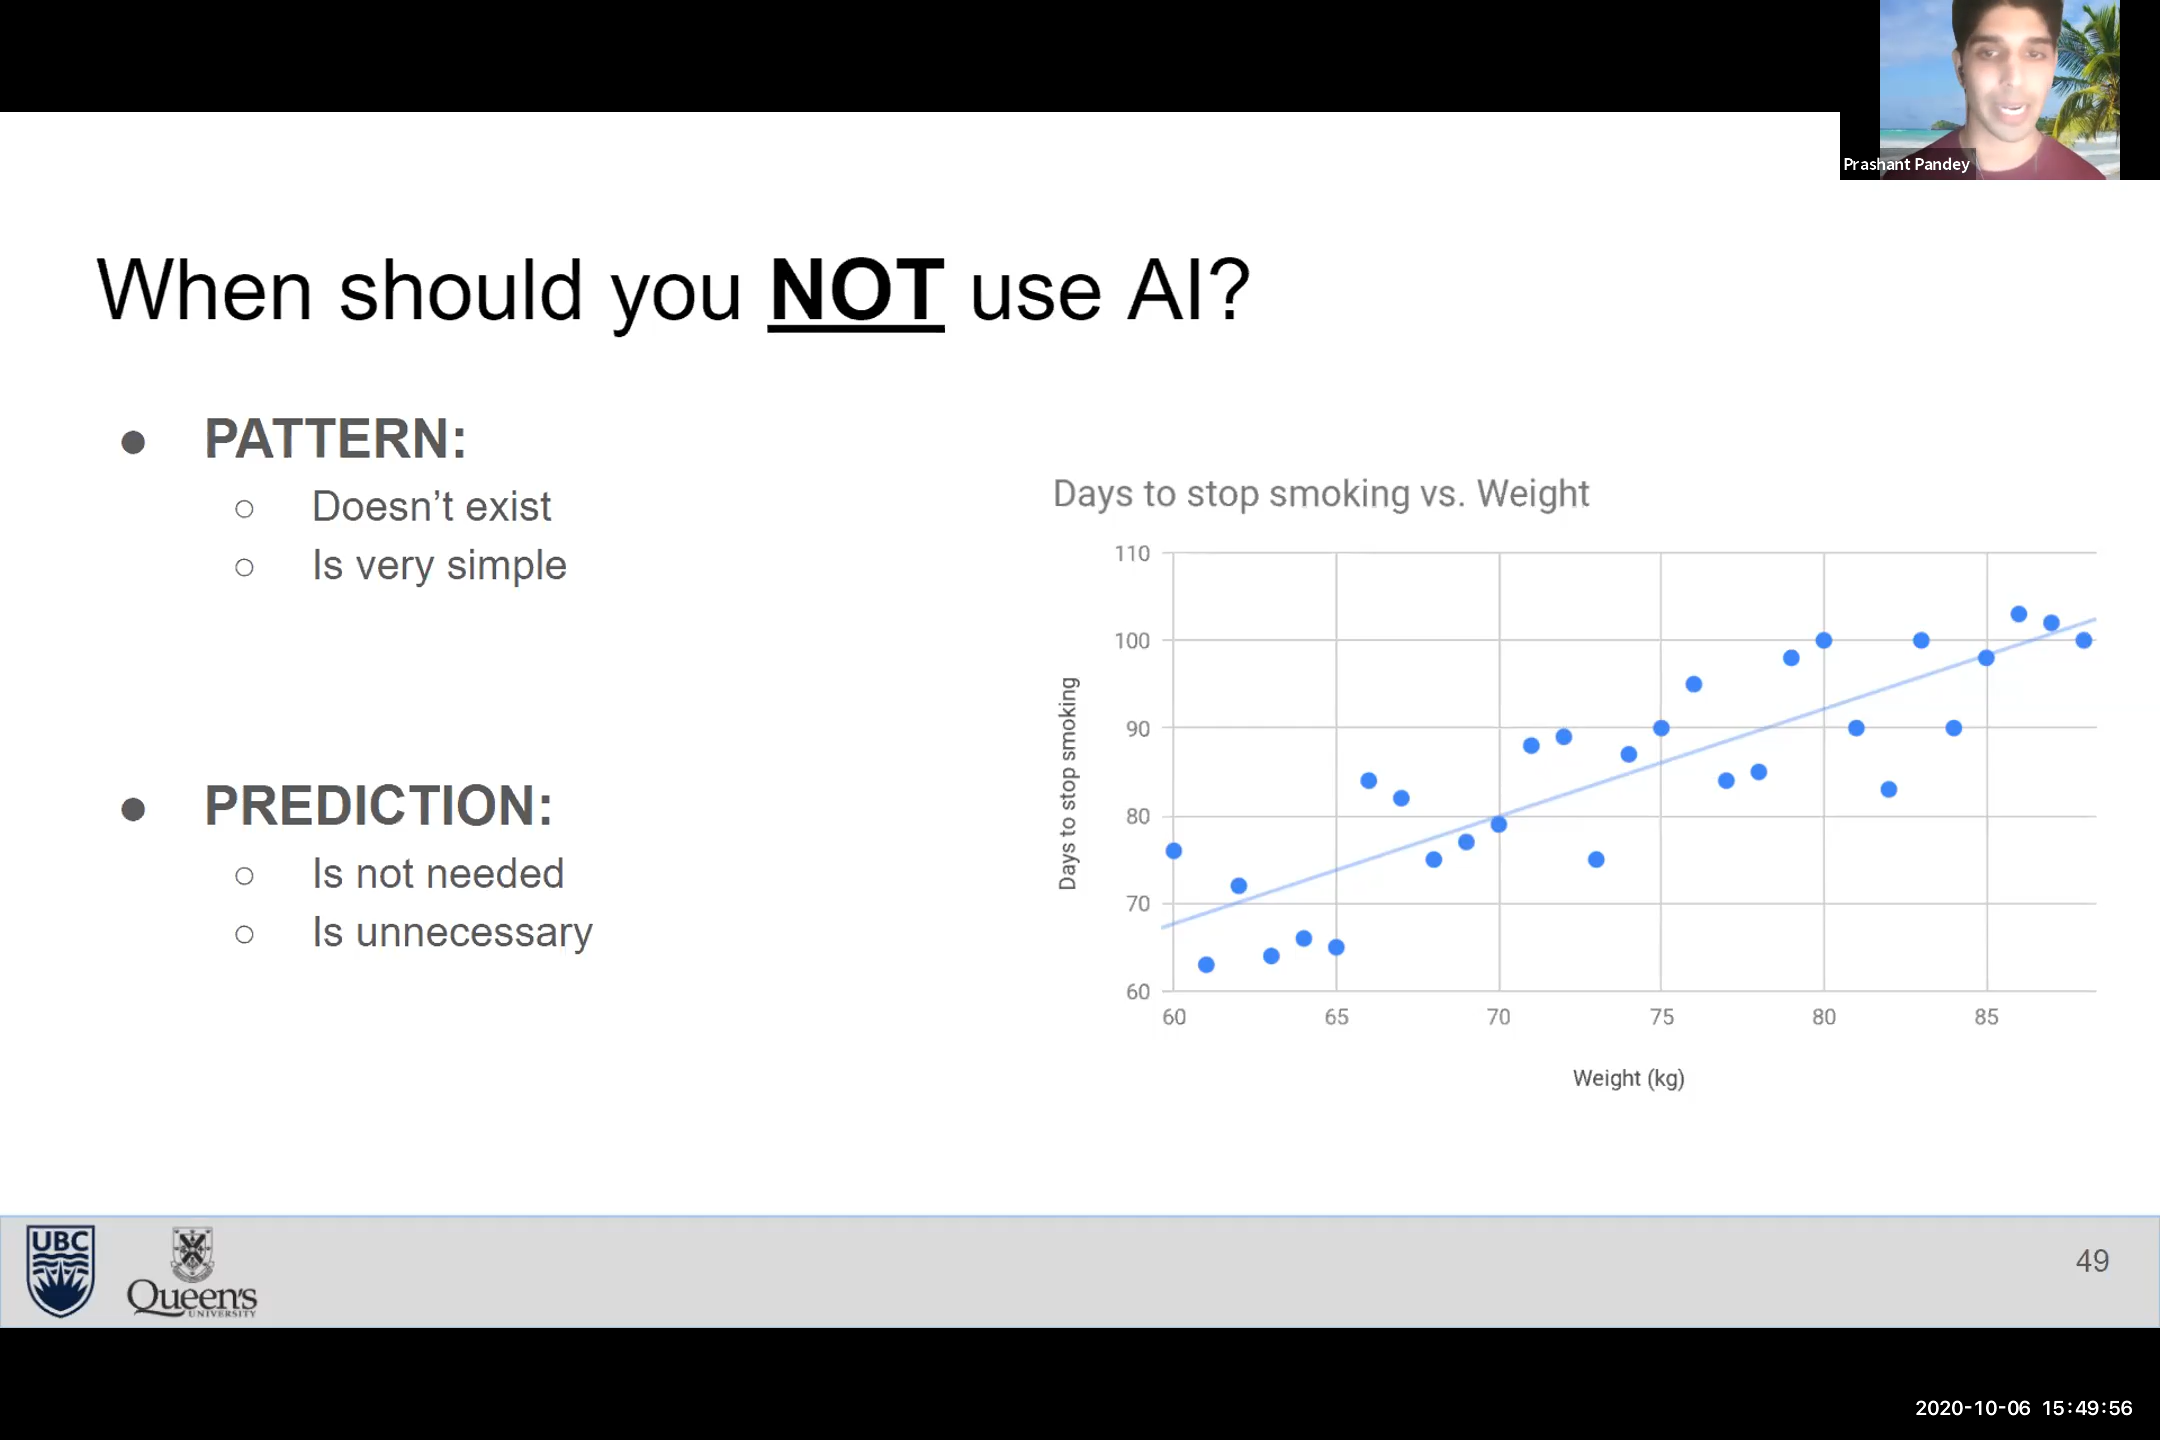 Prashant Pandey
When should you NOT use AI?
● PATTERN:
○ Doesn’t exist
○ Is very simple
● PREDICTION:
○ Is not needed
○ Is unnecessary
Days to stop smoking vs. Weight
110
100
90
80
70
60
Days to stop smoking
60 65 70 75 80 85
Weight (kg)
UBC
Queen's
UNIVERSITY
49
2020-10-06 15:49:56